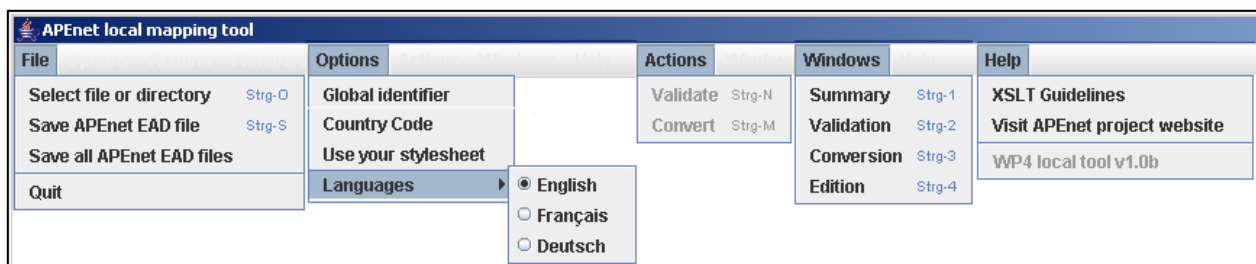 APEnet local mapping tool
File
Select file or directory Strg-O
Save APEnet EAD file Strg-S
Save all APEnet EAD files
Quit
Options
Global identifier
Country Code
Use your stylesheet
Languages
English
Français
Deutsch
Actions
Validate Strg-N
Convert Strg-M
Windows
Summary Strg-1
Validation Strg-2
Conversion Strg-3
Edition Strg-4
Help
XSLT Guidelines
Visit APEnet project website
WP4 local tool v1.0b